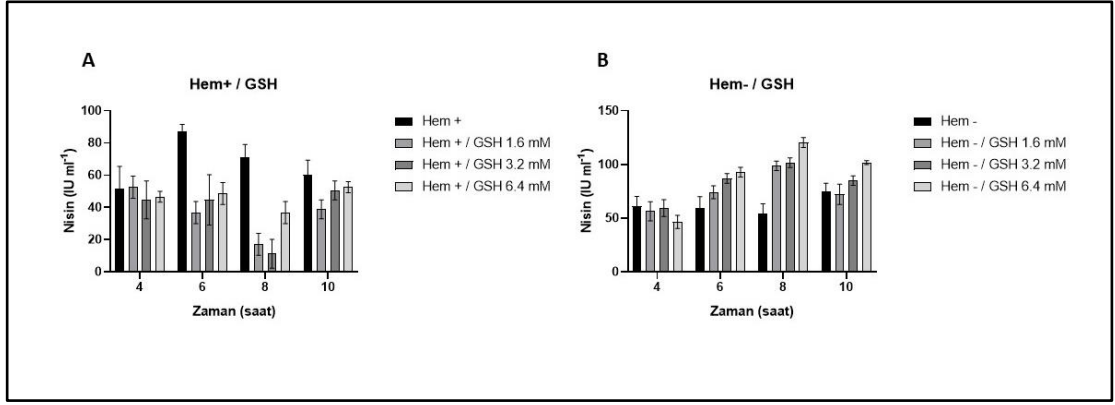 A
Hem+ / GSH
Nisin (IU ml⁻¹)
100
80
60
40
20
0
4 6 8 10
Zaman (saat)
Hem +
Hem + / GSH 1.6 mM
Hem + / GSH 3.2 mM
Hem + / GSH 6.4 mM
B
Hem- / GSH
Nisin (IU ml⁻¹)
150
100
50
0
4 6 8 10
Zaman (saat)
Hem -
Hem - / GSH 1.6 mM
Hem - / GSH 3.2 mM
Hem - / GSH 6.4 mM